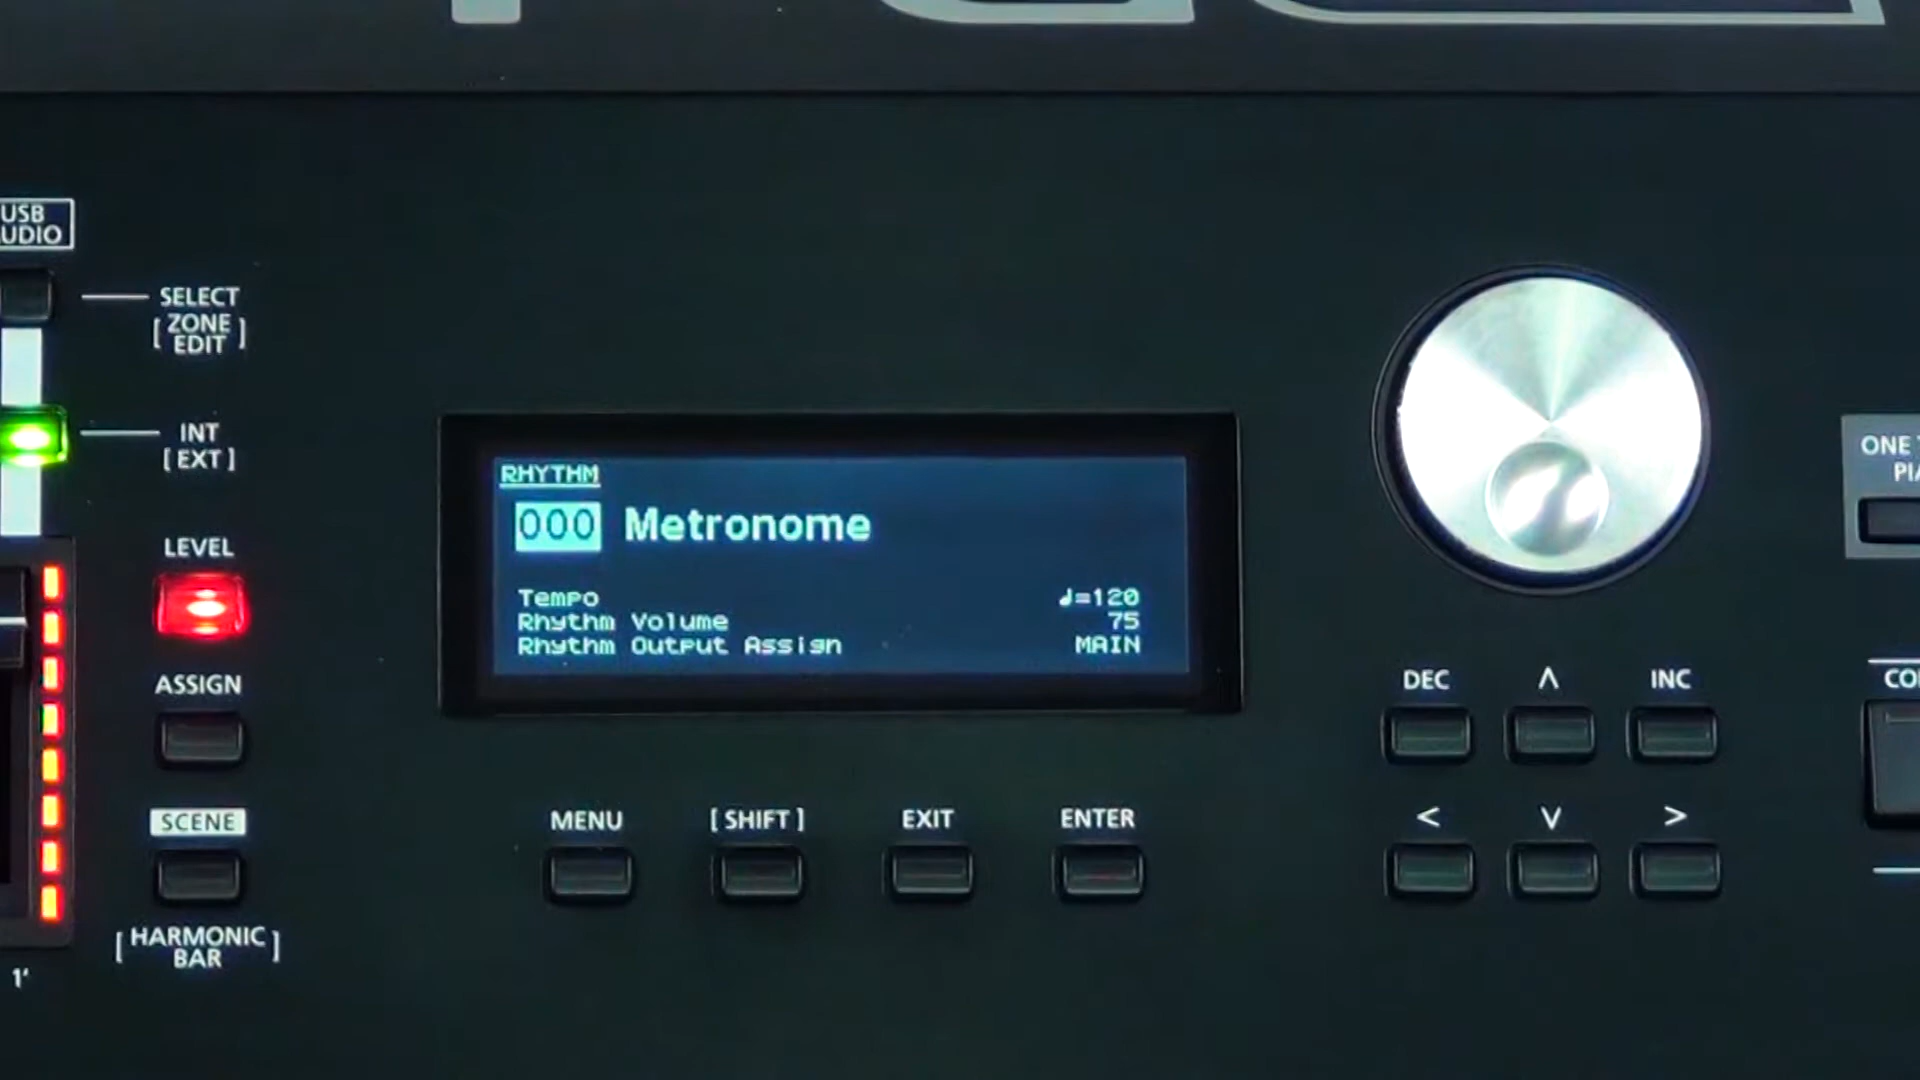 USB
SELECT
[ ZONE EDIT ]
INT
[ EXT ]
LEVEL
ASSIGN
SCENE
[ HARMONIC BAR ]
1'
RHYTHM
000 Metronome
Tempo ♩=120
Rhythm Volume 75
Rhythm Output Assign MAIN
MENU [ SHIFT ] EXIT ENTER
DEC ∧ INC
< ∨ >
ONE